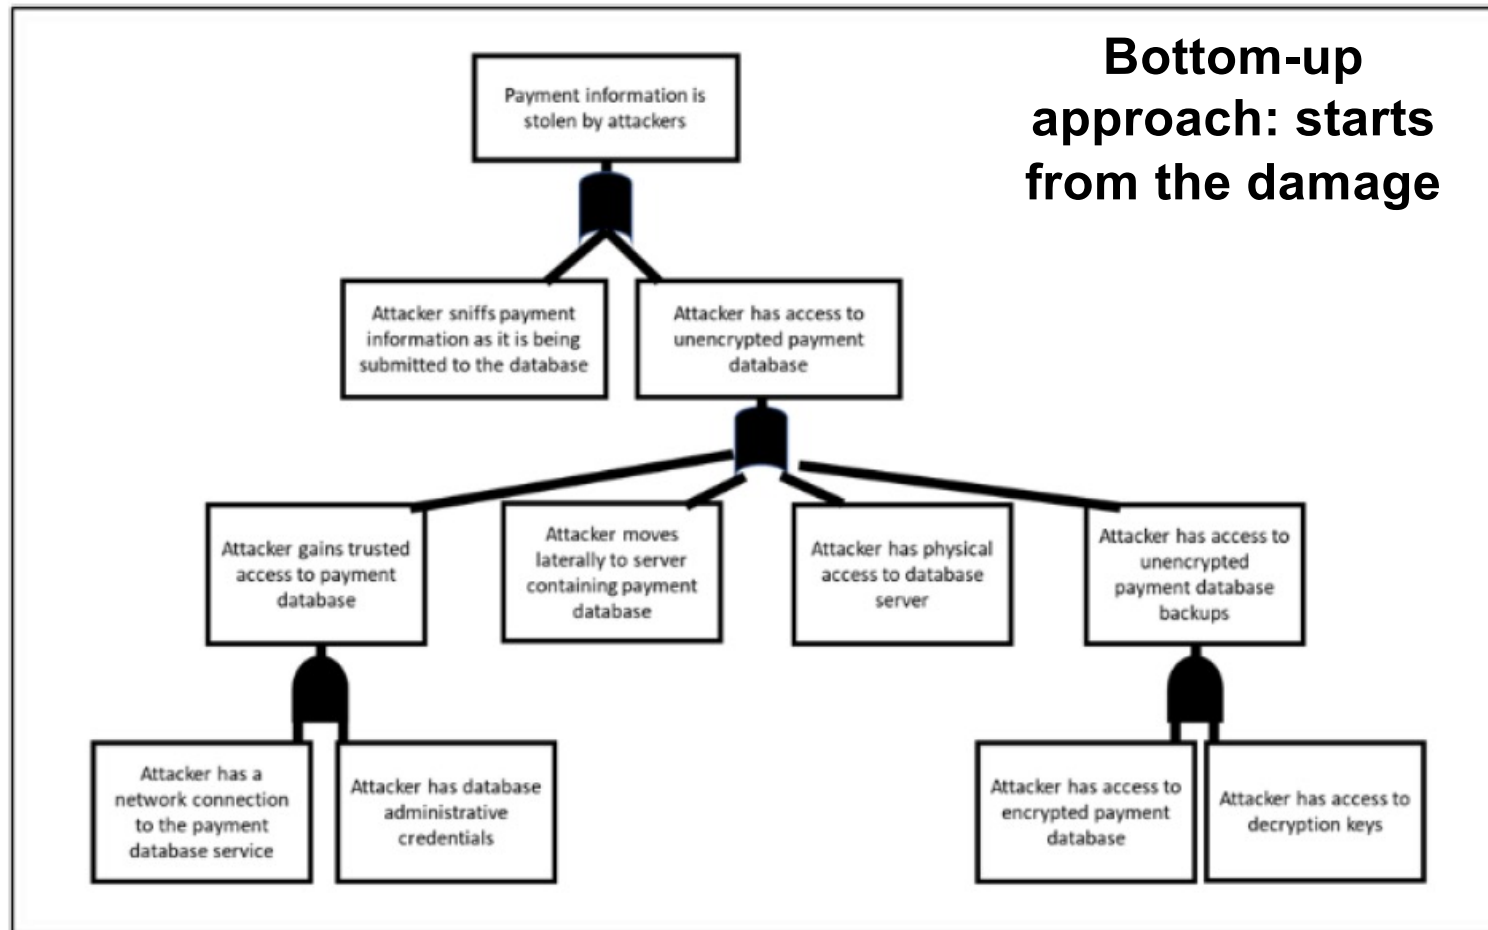 Bottom-up
approach: starts
from the damage
Payment information is
stolen by attackers
Attacker sniffs payment
information as it is being
submitted to the database
Attacker has access to
unencrypted payment
database
Attacker gains trusted
access to payment
database
Attacker moves
laterally to server
containing payment
database
Attacker has physical
access to database
server
Attacker has access to
unencrypted
payment database
backups
Attacker has a
network connection
to the payment
database service
Attacker has database
administrative
credentials
Attacker has access to
encrypted payment
database
Attacker has access to
decryption keys